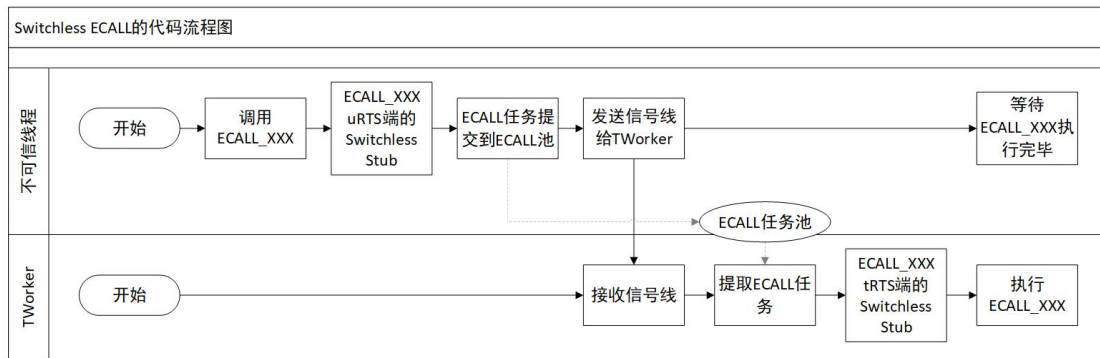 Switchless ECALL的代码流程图
不可信线程
开始
调用
ECALL_XXX
ECALL_XXX
uRTS端的
Switchless
Stub
ECALL任务提
交到ECALL池
发送信号线
给TWorker
等待
ECALL_XXX执
行完毕
ECALL任务池
TWorker
开始
接收信号线
提取ECALL任
务
ECALL_XXX
tRTS端的
Switchless
Stub
执行
ECALL_XXX